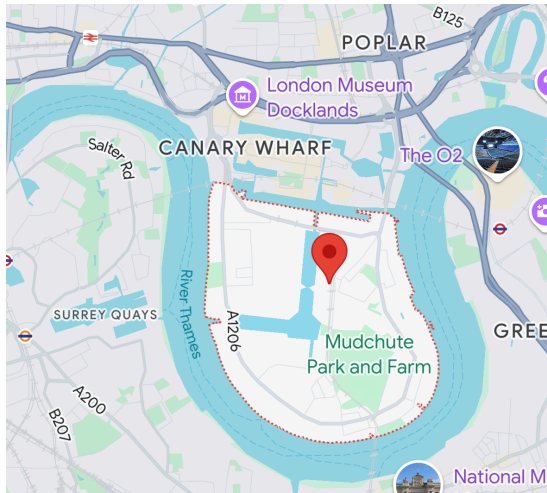 B125
POPLAR
London Museum
Docklands
Salter Rd
CANARY WHARF
The O2
River Thames
SURREY QUAYS
A1206
GREE
Mudchute
Park and Farm
A200
B207
National M